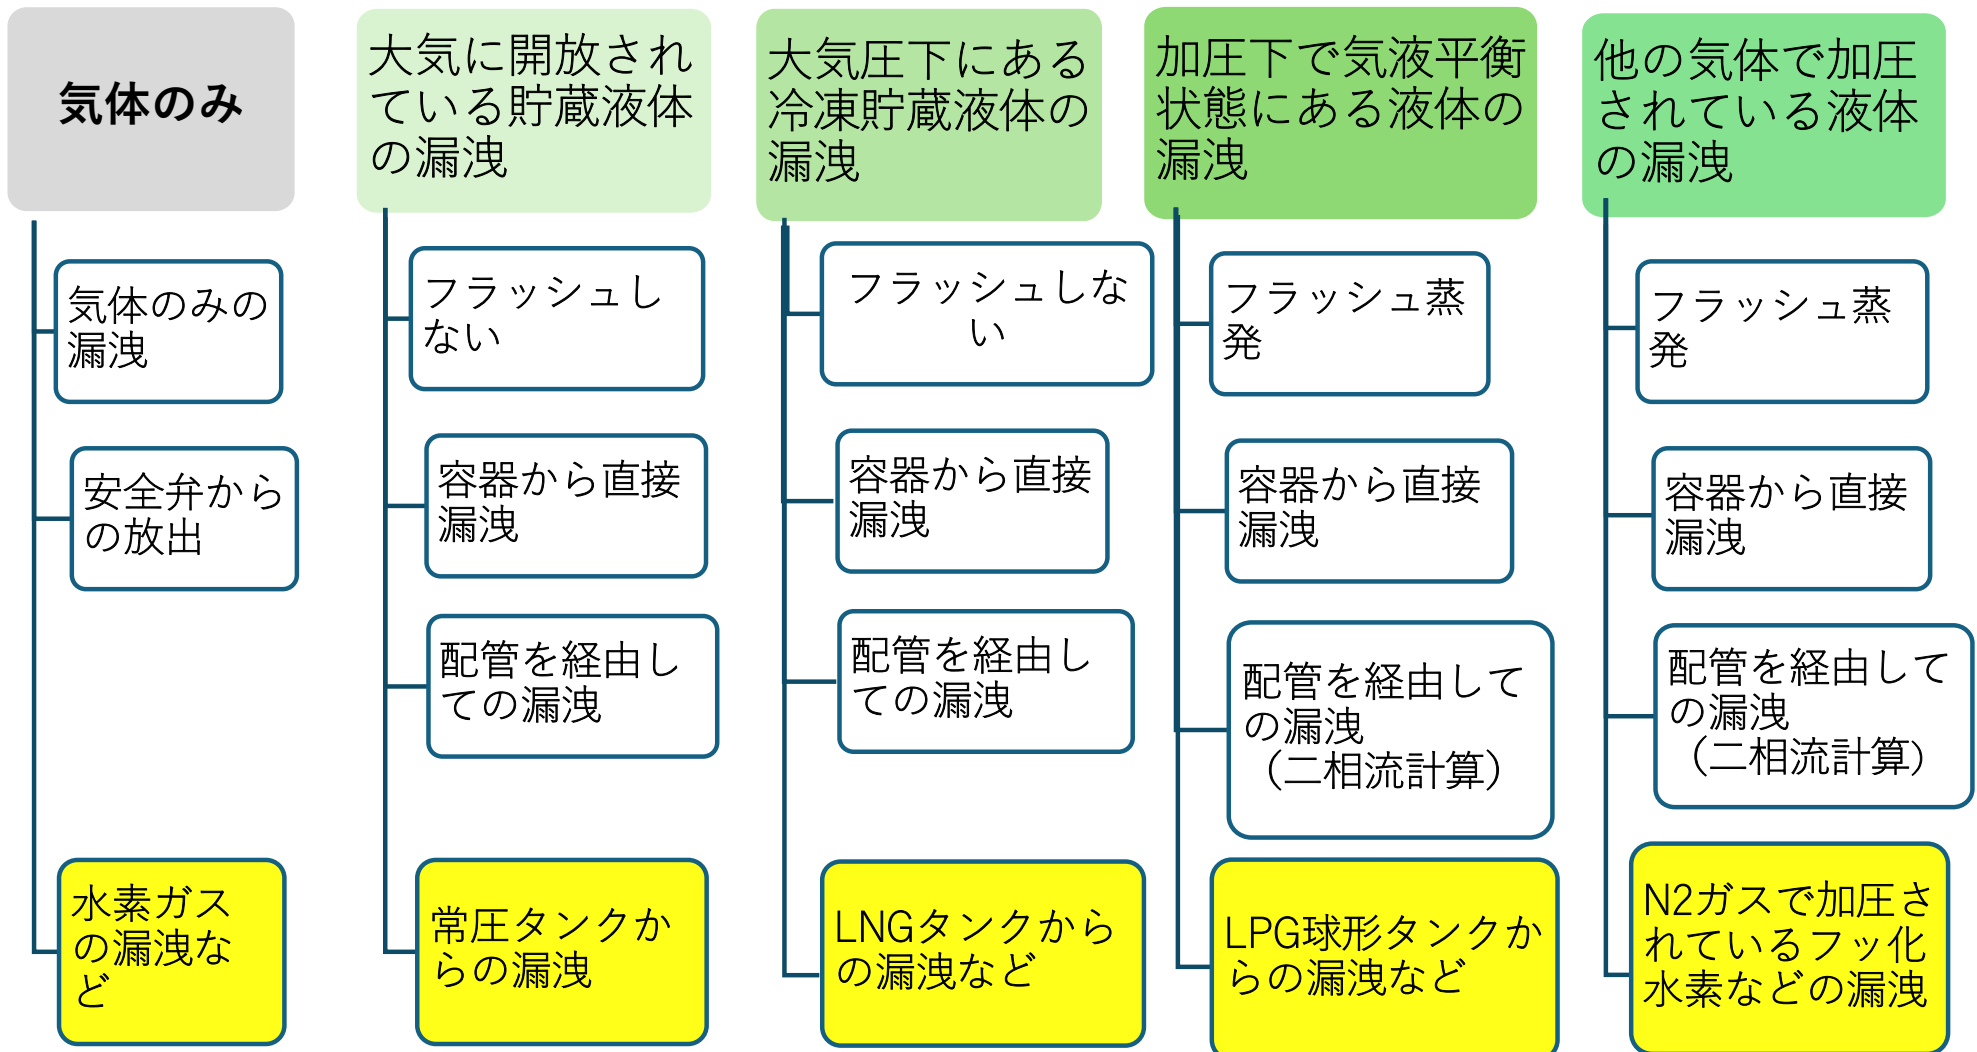 気体のみ
気体のみの
漏洩
安全弁から
の放出
水素ガス
の漏洩な
ど
大気に開放され
ている貯蔵液体
の漏洩
フラッシュし
ない
容器から直接
漏洩
配管を経由し
ての漏洩
常圧タンクか
らの漏洩
大気圧下にある
冷凍貯蔵液体の
漏洩
フラッシュしな
い
容器から直接
漏洩
配管を経由し
ての漏洩
LNGタンクから
の漏洩など
加圧下で気液平衡
状態にある液体の
漏洩
フラッシュ蒸
発
容器から直接
漏洩
配管を経由して
の漏洩
（二相流計算）
LPG球形タンクか
らの漏洩など
他の気体で加圧
されている液体
の漏洩
フラッシュ蒸
発
容器から直接
漏洩
配管を経由して
の漏洩
（二相流計算）
N2ガスで加圧さ
れているフッ化
水素などの漏洩